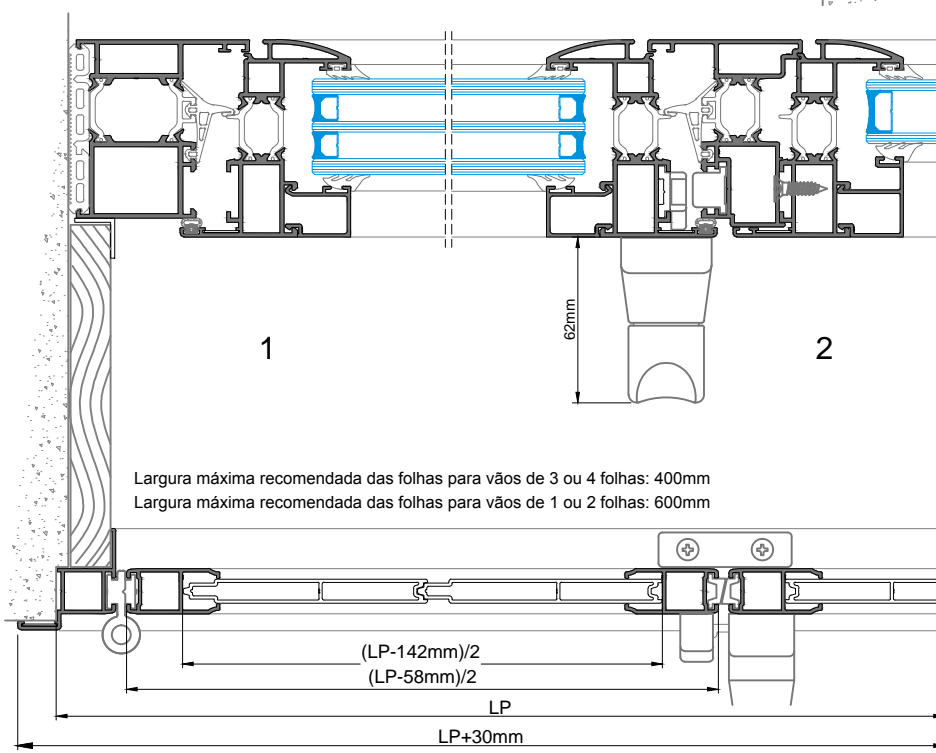 62mm
1
2
Largura máxima recomendada das folhas para vãos de 3 ou 4 folhas: 400mm
Largura máxima recomendada das folhas para vãos de 1 ou 2 folhas: 600mm
(LP-142mm)/2
(LP-58mm)/2
LP
LP+30mm